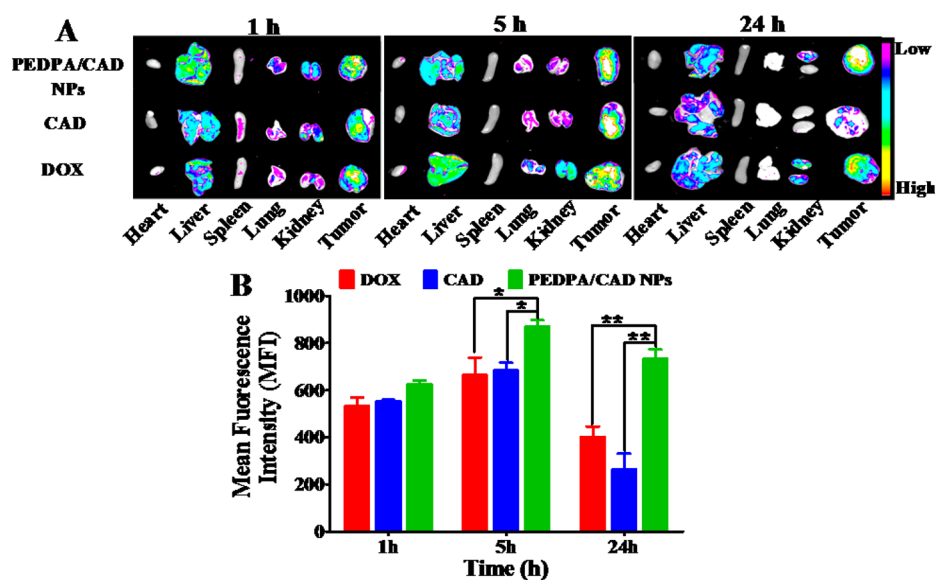 A
1 h
5 h
24 h
PEDPA/CAD
NPs
CAD
DOX
Low
High
Heart Liver Spleen Lung Kidney Tumor
Heart Liver Spleen Lung Kidney Tumor
Heart Liver Spleen Lung Kidney Tumor
B
DOX CAD PEDPA/CAD NPs
Mean Fluorescence
Intensity (MFI)
1000
800
600
400
200
0
* 
*
**
**
1h 5h 24h
Time (h)